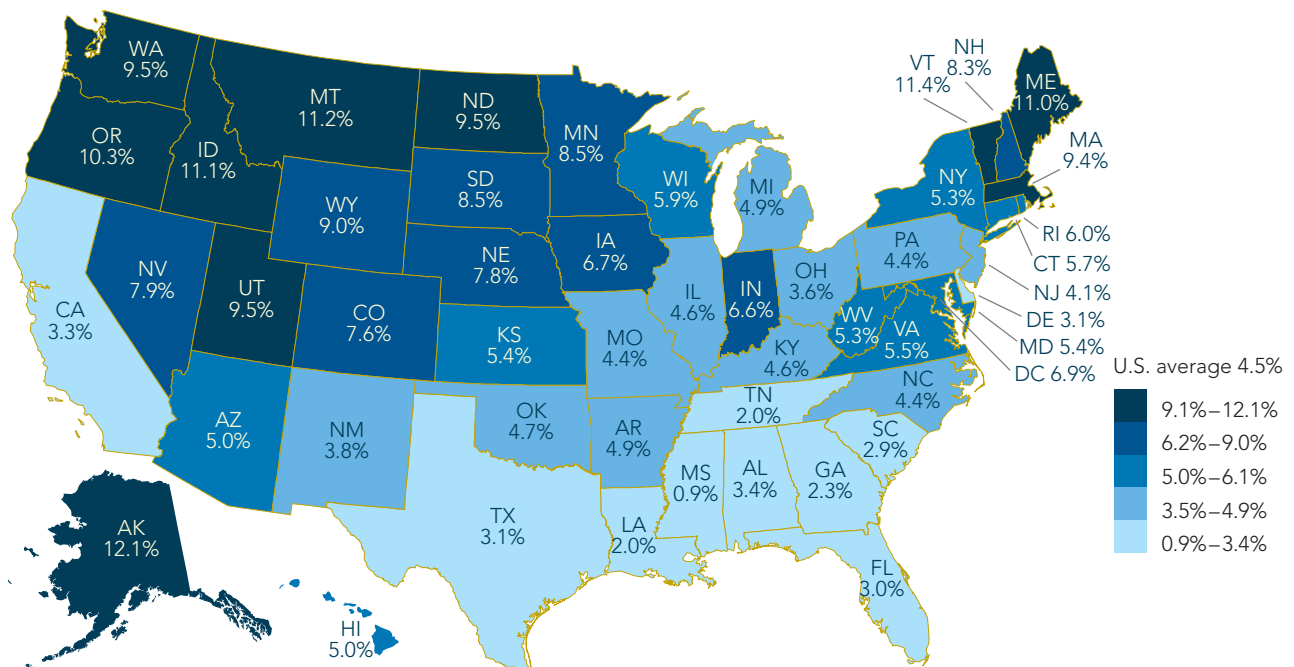 WA
9.5%
MT
11.2%
ND
9.5%
MN
8.5%
VT
11.4%
NH
8.3%
ME
11.0%
MA
9.4%
OR
10.3%
ID
11.1%
SD
8.5%
WI
5.9%
MI
4.9%
NY
5.3%
WY
9.0%
RI 6.0%
CT 5.7%
NJ 4.1%
DE 3.1%
MD 5.4%
DC 6.9%
NV
7.9%
UT
9.5%
CO
7.6%
NE
7.8%
IA
6.7%
IL
4.6%
IN
6.6%
OH
3.6%
PA
4.4%
CA
3.3%
KS
5.4%
MO
4.4%
KY
4.6%
WV
5.3%
VA
5.5%
AZ
5.0%
NM
3.8%
OK
4.7%
AR
4.9%
TN
2.0%
NC
4.4%
SC
2.9%
TX
3.1%
LA
2.0%
MS
0.9%
AL
3.4%
GA
2.3%
FL
3.0%
AK
12.1%
HI
5.0%
U.S. average 4.5%
9.1%–12.1%
6.2%–9.0%
5.0%–6.1%
3.5%–4.9%
0.9%–3.4%